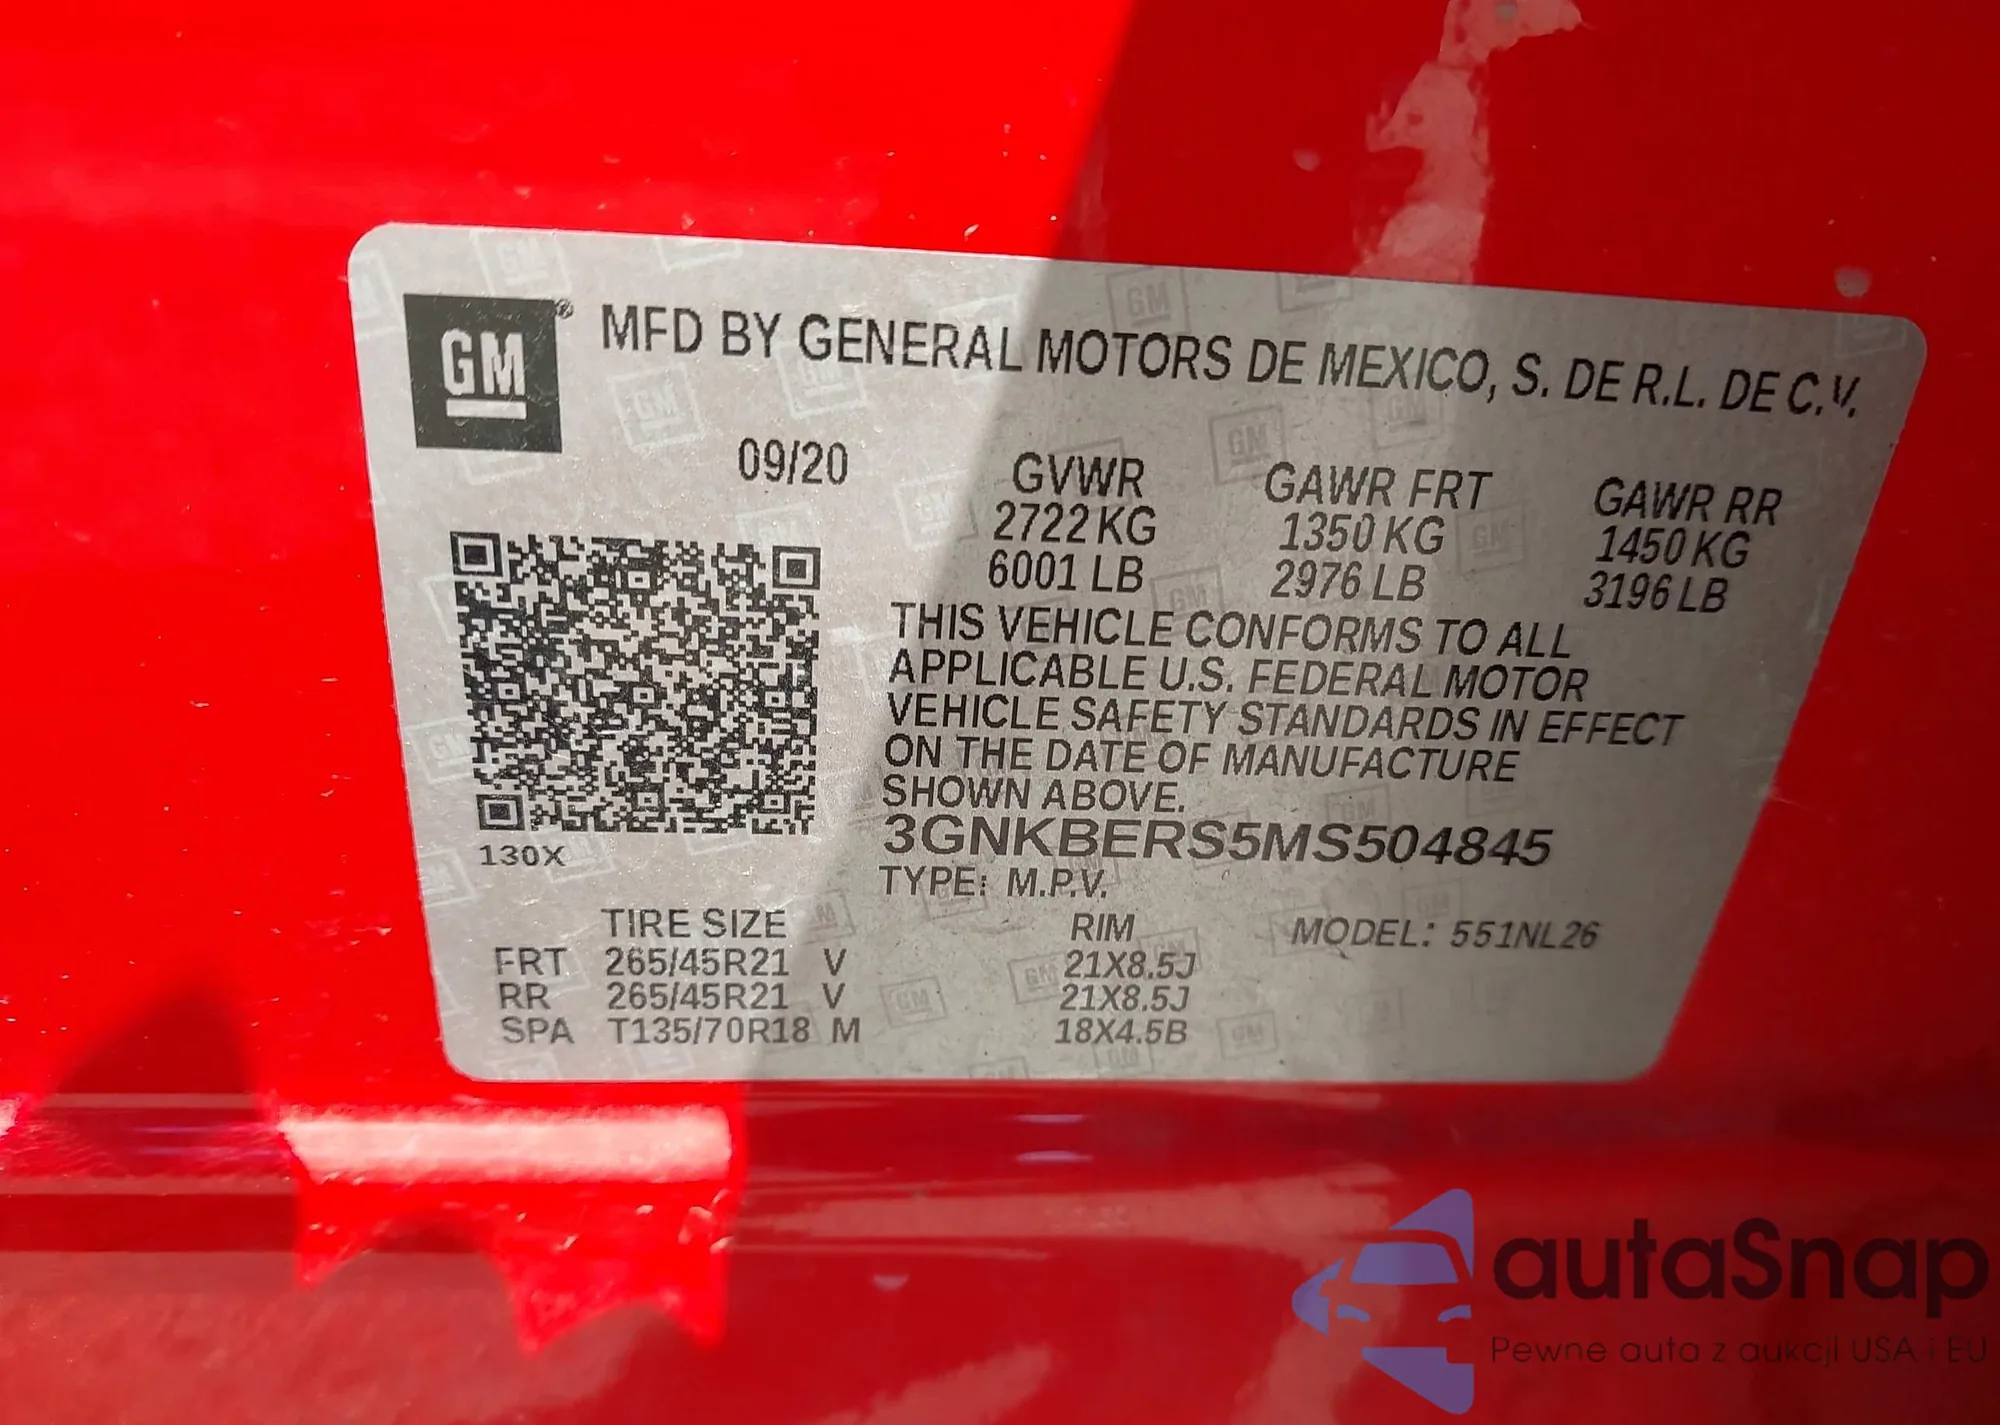 GM® MFD BY GENERAL MOTORS DE MEXICO, S. DE R.L. DE C.V.
09/20
GVWR GAWR FRT GAWR RR
2722 KG 1350 KG 1450 KG
6001 LB 2976 LB 3196 LB
THIS VEHICLE CONFORMS TO ALL
APPLICABLE U.S. FEDERAL MOTOR
VEHICLE SAFETY STANDARDS IN EFFECT
ON THE DATE OF MANUFACTURE
SHOWN ABOVE.
3GNKBERS5MS504845
130X
TYPE: M.P.V.
TIRE SIZE RIM MODEL: 551NL26
FRT 265/45R21 V 21X8.5J
RR 265/45R21 V 21X8.5J
SPA T135/70R18 M 18X4.5B
autaSnap
Pewne auta z aukcji USA i EU